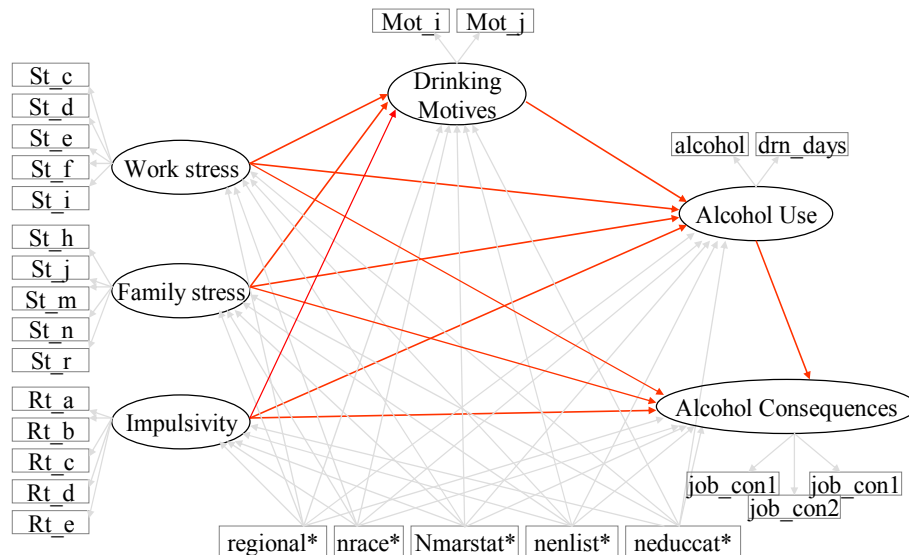 Mot_i
Mot_j
St_c
St_d
St_e
St_f
St_i
Drinking
Motives
Work stress
alcohol
drn_days
Alcohol Use
St_h
St_j
St_m
St_n
St_r
Family stress
Rt_a
Rt_b
Rt_c
Rt_d
Rt_e
Impulsivity
Alcohol Consequences
job_con1
job_con2
job_con1
regional*
nrace*
Nmarstat*
nenlist*
neduccat*